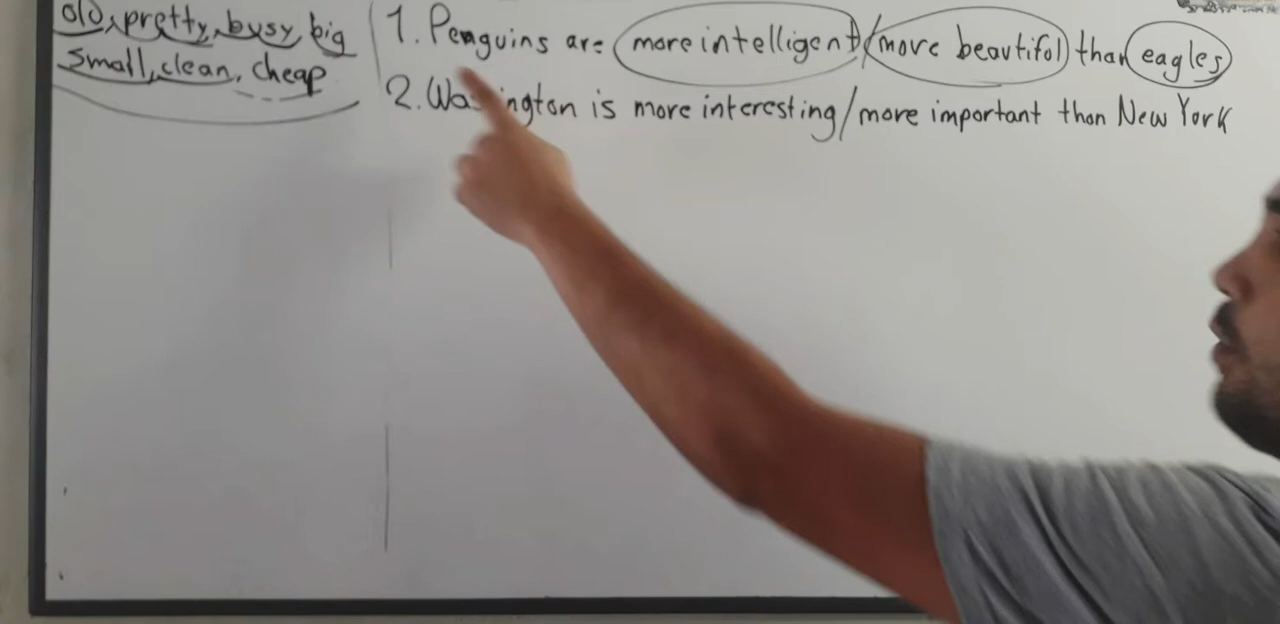 old, pretty, busy, big
small, clean, cheap
1. Penguins are more intelligent/more beautiful than eagles
2. Washington is more interesting/more important than New York